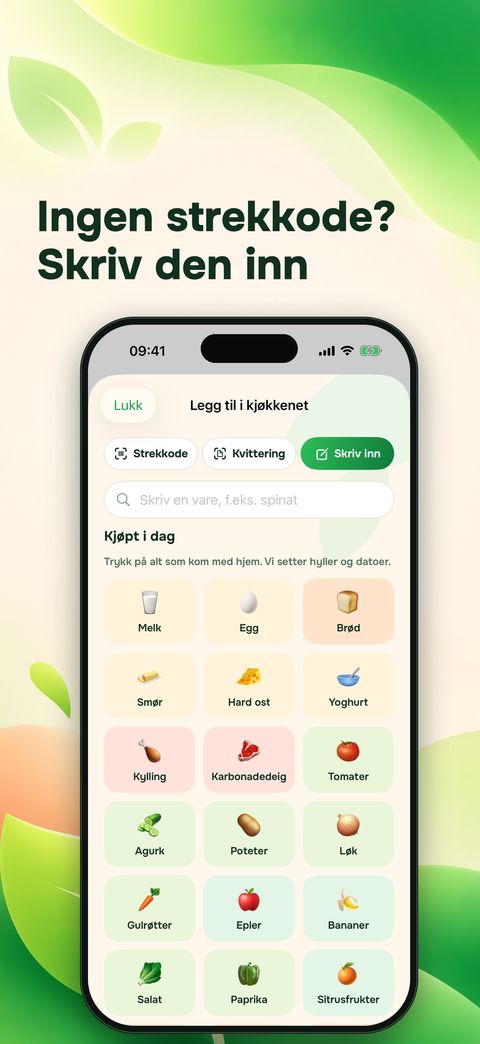 Ingen strekkode?
Skriv den inn
09:41
Lukk
Legg til i kjøkkenet
Strekkode
Kvittering
Skriv inn
Skriv en vare, f.eks. spinat
Kjøpt i dag
Trykk på alt som kom med hjem. Vi setter hyller og datoer.
Melk
Egg
Brød
Smør
Hard ost
Yoghurt
Kylling
Karbonadedeig
Tomater
Agurk
Poteter
Løk
Gulrøtter
Epler
Bananer
Salat
Paprika
Sitrusfrukter